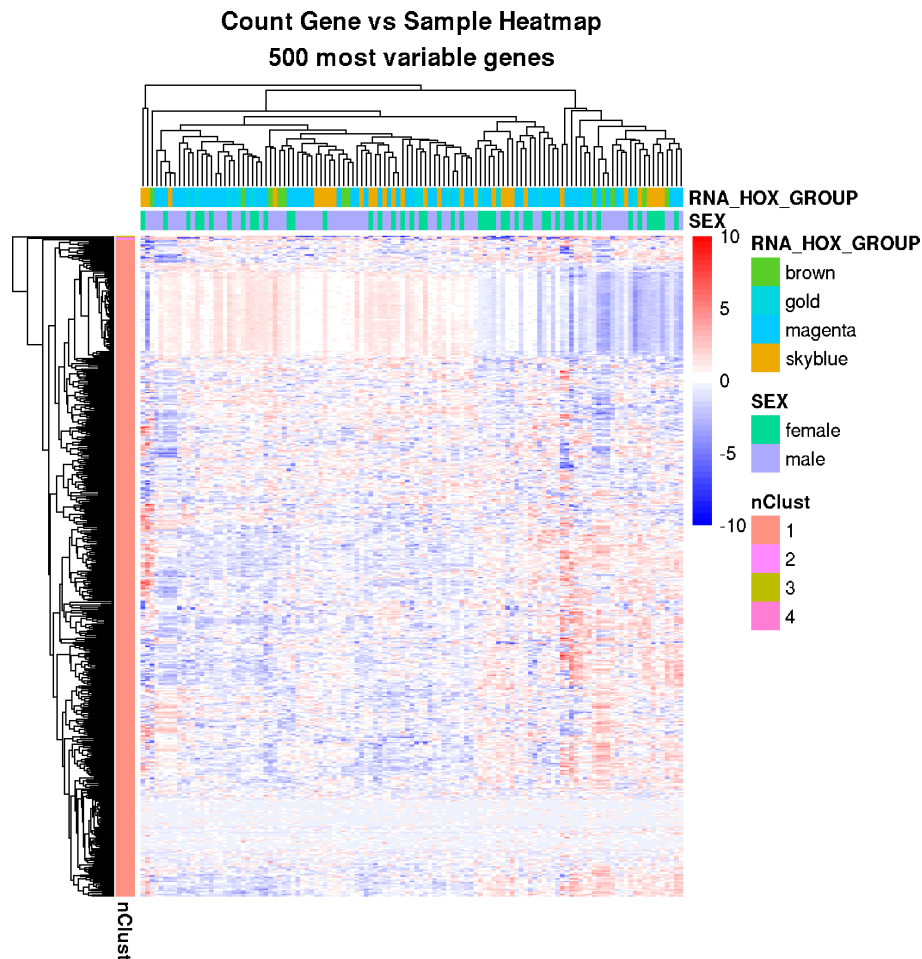 Count Gene vs Sample Heatmap
500 most variable genes
RNA_HOX_GROUP
SEX
10
5
0
-5
-10
RNA_HOX_GROUP
brown
gold
magenta
skyblue
SEX
female
male
nClust
1
2
3
4
nClust